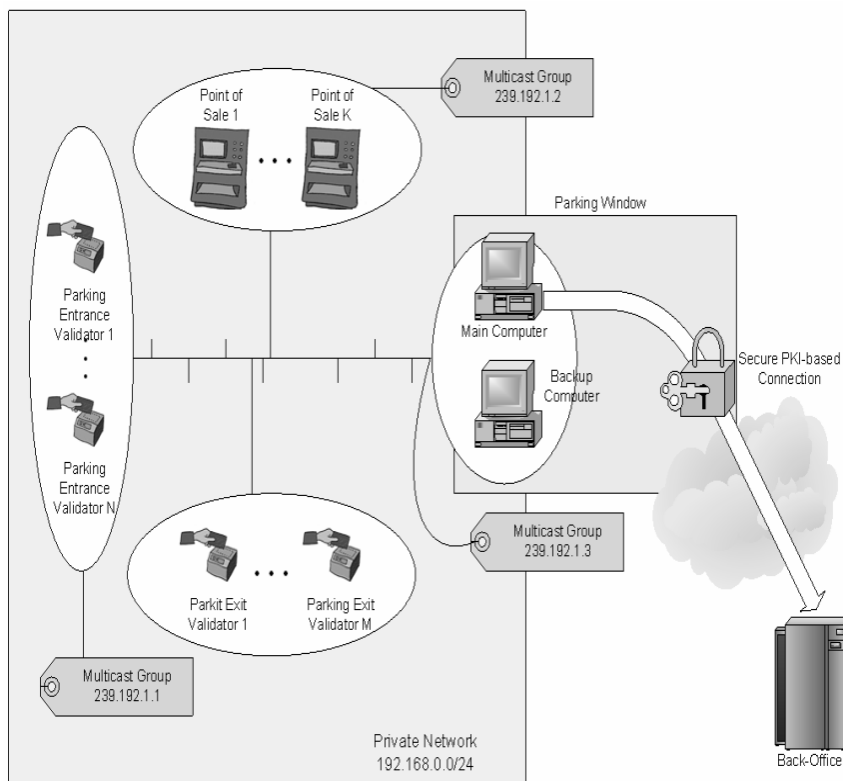 Multicast Group
239.192.1.2
Point of
Sale 1
Point of
Sale K
Parking Window
Parking
Entrance
Validator 1
Main Computer
Secure PKI-based
Connection
Backup
Computer
Parking
Entrance
Validator N
Multicast Group
239.192.1.3
Parkit Exit
Validator 1
Parking Exit
Validator M
Multicast Group
239.192.1.1
Private Network
192.168.0.0/24
Back-Office